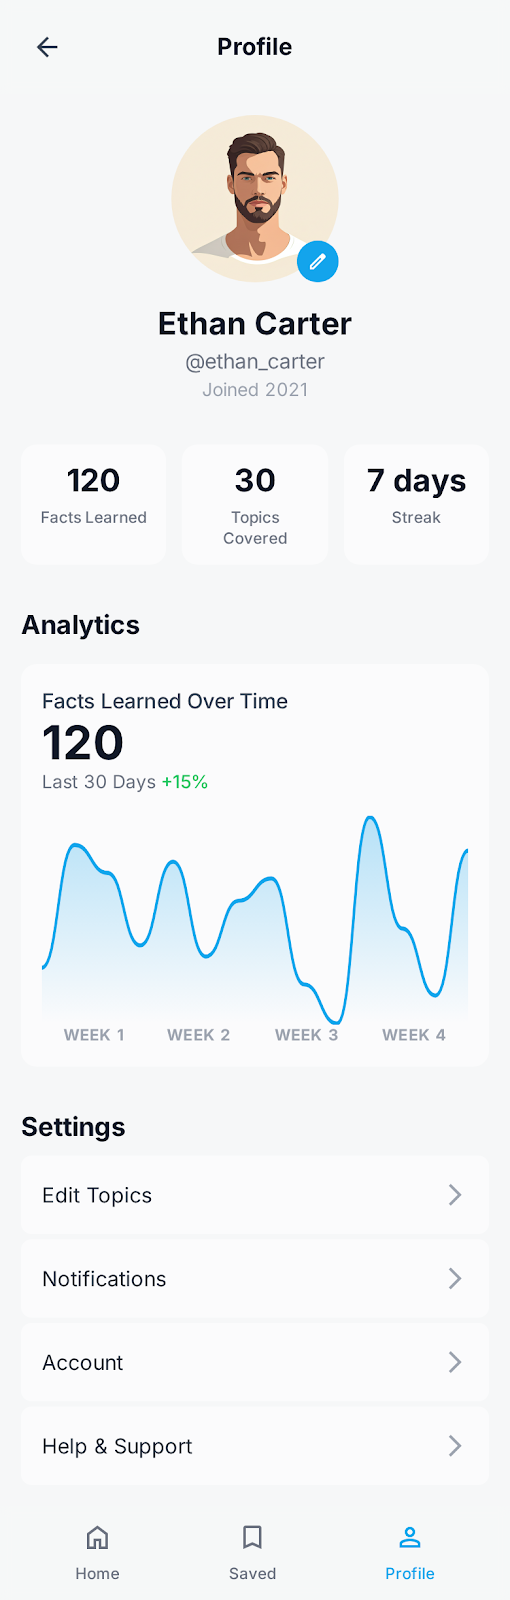 Profile
Ethan Carter
@ethan_carter
Joined 2021
120
Facts Learned
30
Topics
Covered
7 days
Streak
Analytics
Facts Learned Over Time
120
Last 30 Days +15%
WEEK 1 WEEK 2 WEEK 3 WEEK 4
Settings
Edit Topics
Notifications
Account
Help & Support
Home Saved Profile